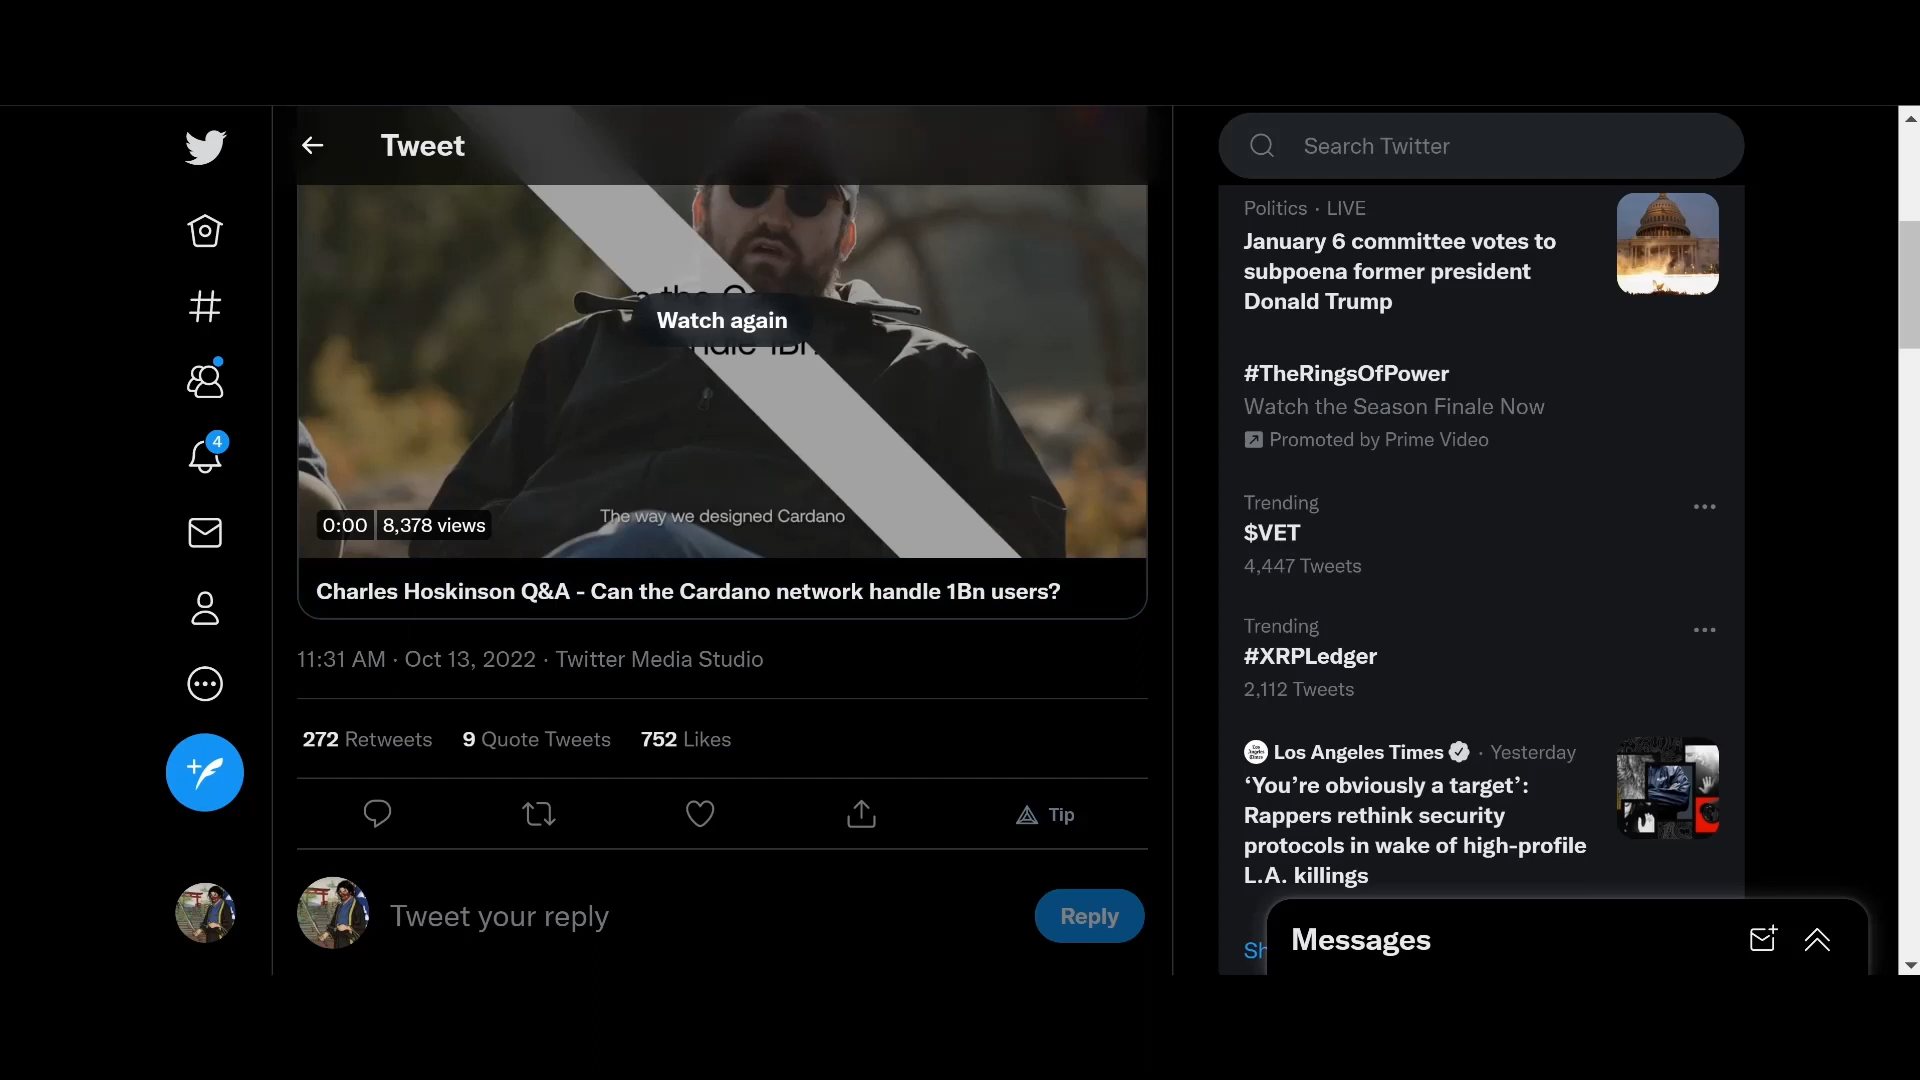 Tweet
Watch again
The way we designed Cardano
0:00
8,378 views
Charles Hoskinson Q&A - Can the Cardano network handle 1Bn users?
11:31 AM · Oct 13, 2022 · Twitter Media Studio
272 Retweets 9 Quote Tweets 752 Likes
Tip
Tweet your reply
Reply
4
Search Twitter
Politics · LIVE
January 6 committee votes to
subpoena former president
Donald Trump
#TheRingsOfPower
Watch the Season Finale Now
Promoted by Prime Video
Trending
$VET
4,447 Tweets
Trending
#XRPLedger
2,112 Tweets
Los Angeles Times · Yesterday
‘You’re obviously a target’:
Rappers rethink security
protocols in wake of high-profile
L.A. killings
Messages